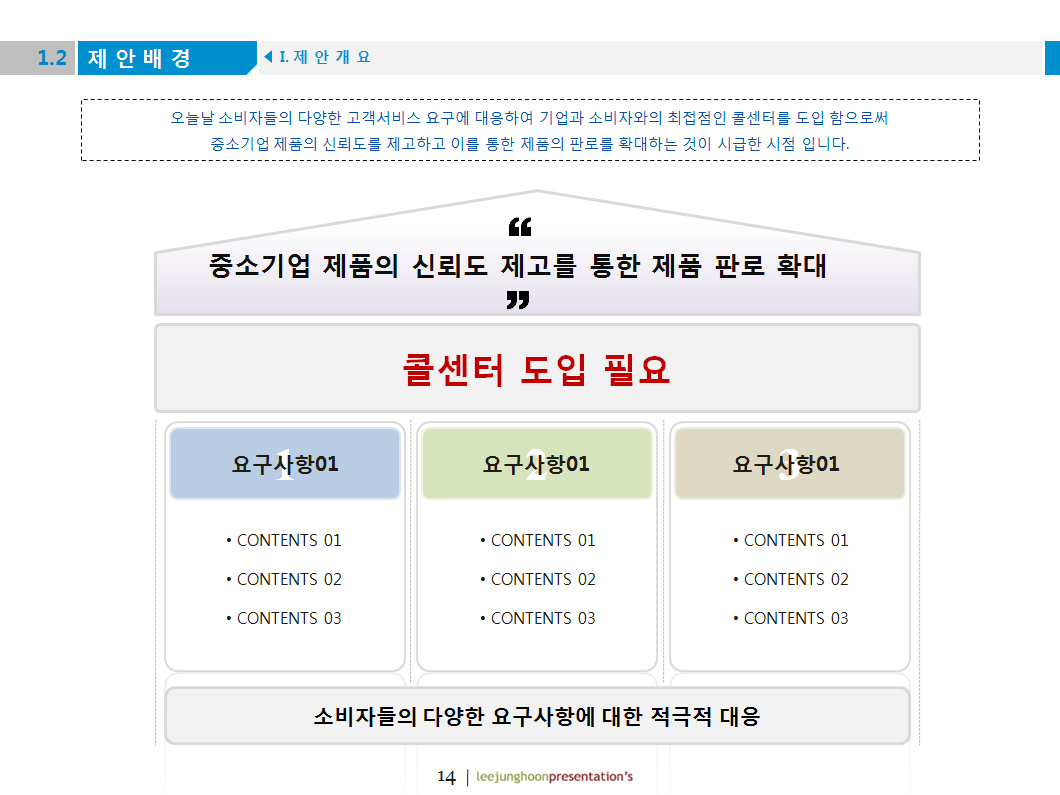 1.2 제 안 배 경 ◀ I. 제 안 개 요
오늘날 소비자들의 다양한 고객서비스 요구에 대응하여 기업과 소비자와의 최접점인 콜센터를 도입 함으로써
중소기업 제품의 신뢰도를 제고하고 이를 통한 제품의 판로를 확대하는 것이 시급한 시점 입니다.
“
중소기업 제품의 신뢰도 제고를 통한 제품 판로 확대
”
콜센터 도입 필요
1
요구사항01
• CONTENTS 01
• CONTENTS 02
• CONTENTS 03
2
요구사항01
• CONTENTS 01
• CONTENTS 02
• CONTENTS 03
3
요구사항01
• CONTENTS 01
• CONTENTS 02
• CONTENTS 03
소비자들의 다양한 요구사항에 대한 적극적 대응
14 | leejunghoonpresentation's